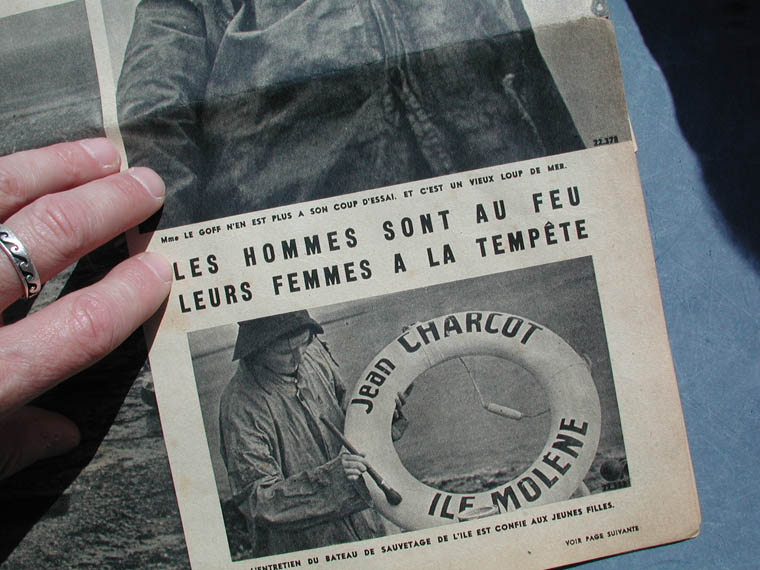 22.378
Mme LE GOFF N'EN EST PLUS A SON COUP D'ESSAI. ET C'EST UN VIEUX LOUP DE MER.
LES HOMMES SONT AU FEU
LEURS FEMMES A LA TEMPÊTE
Jean CHARCOT
ILE MOLÈNE
L'ENTRETIEN DU BATEAU DE SAUVETAGE DE L'ILE EST CONFIE AUX JEUNES FILLES.
VOIR PAGE SUIVANTE